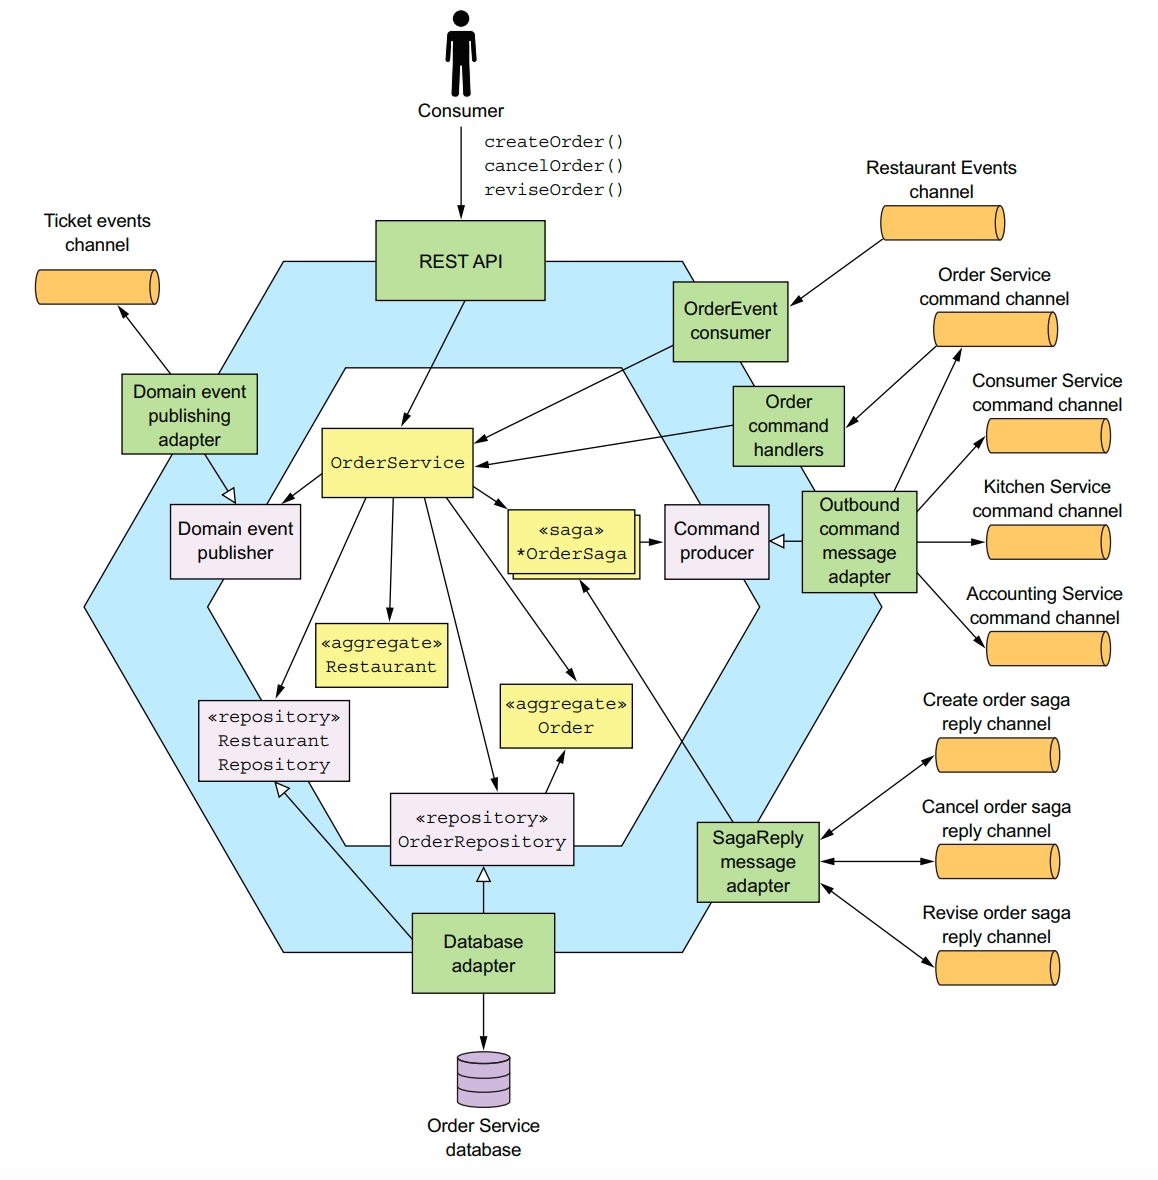 Consumer
createOrder()
cancelOrder()
reviseOrder()
Restaurant Events
channel
Ticket events
channel
REST API
Order Service
command channel
OrderEvent
consumer
Domain event
publishing
adapter
Order
command
handlers
Consumer Service
command channel
OrderService
Kitchen Service
command channel
Domain event
publisher
«saga»
*OrderSaga
Command
producer
Outbound
command
message
adapter
Accounting Service
command channel
«aggregate»
Restaurant
«aggregate»
Order
«repository»
Restaurant
Repository
Create order saga
reply channel
«repository»
OrderRepository
Cancel order saga
reply channel
SagaReply
message
adapter
Revise order saga
reply channel
Database
adapter
Order Service
database